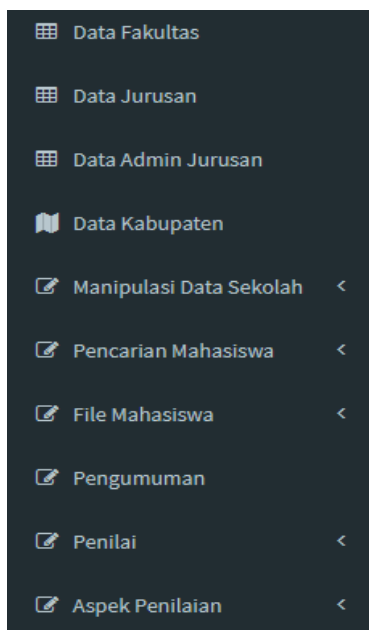 Data Fakultas
Data Jurusan
Data Admin Jurusan
Data Kabupaten
Manipulasi Data Sekolah
Pencarian Mahasiswa
File Mahasiswa
Pengumuman
Penilai
Aspek Penilaian